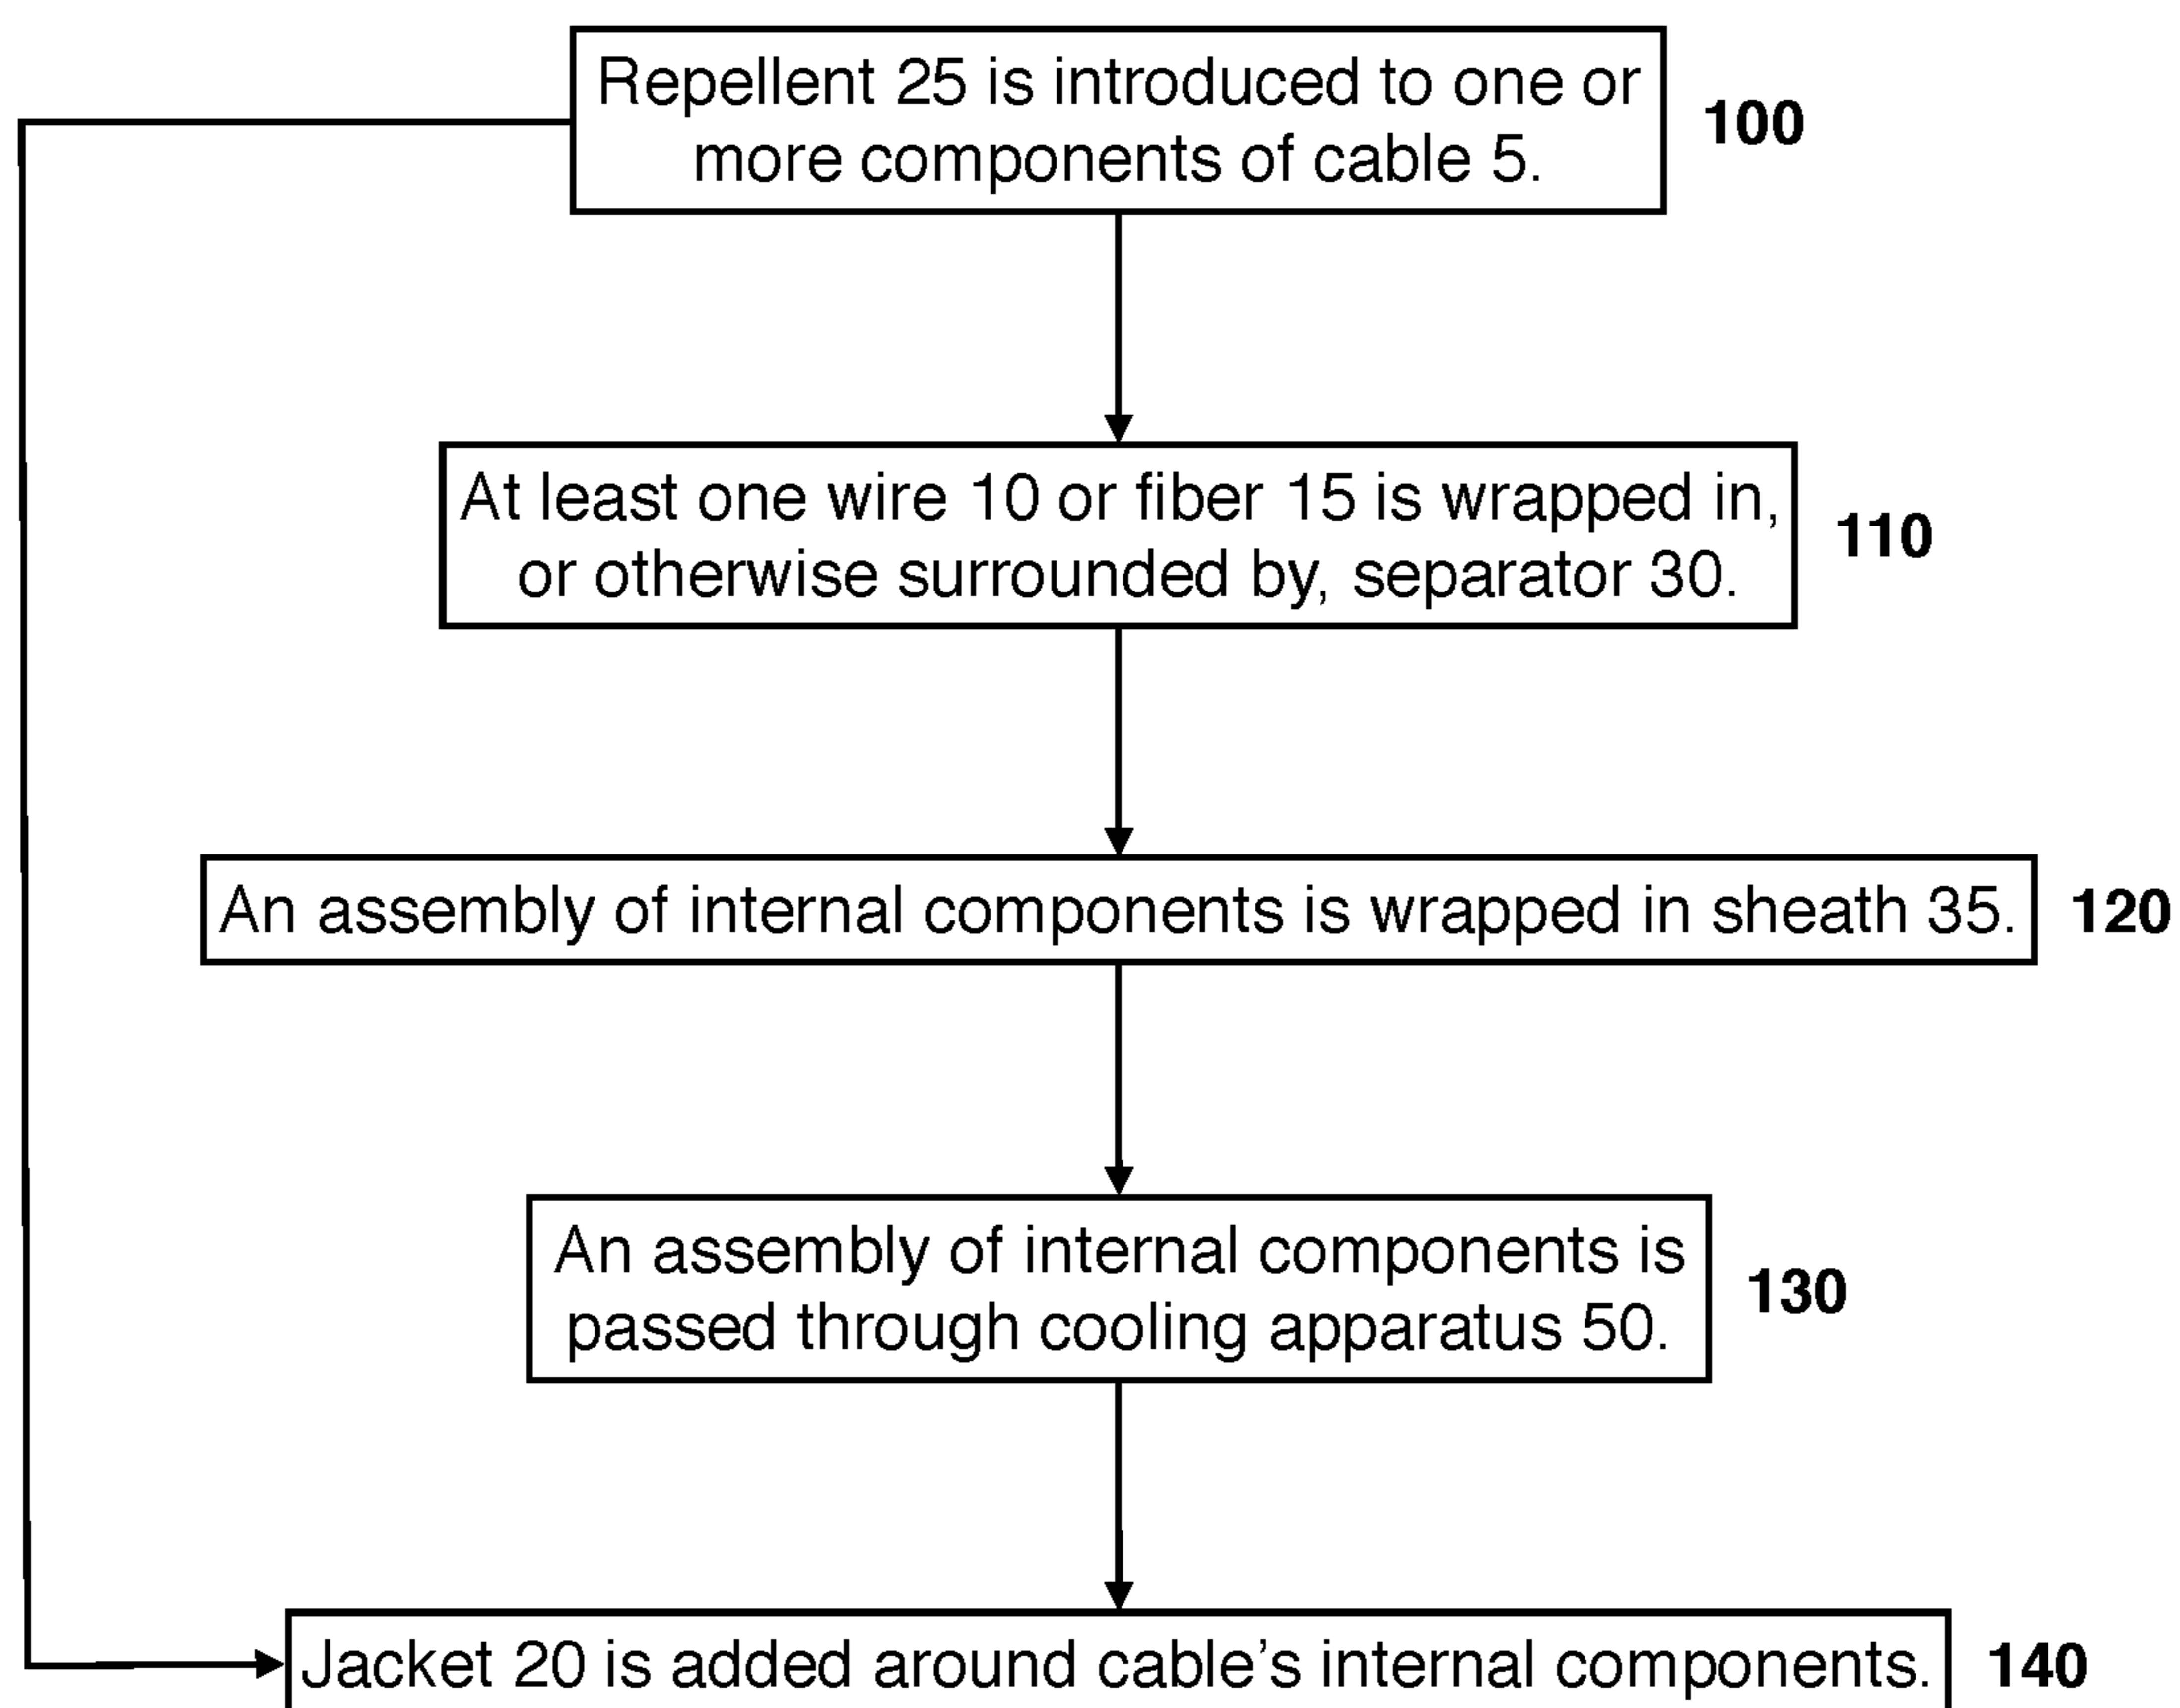 Repellent 25 is introduced to one or
more components of cable 5.
100
At least one wire 10 or fiber 15 is wrapped in,
or otherwise surrounded by, separator 30.
110
An assembly of internal components is wrapped in sheath 35.
120
An assembly of internal components is
passed through cooling apparatus 50.
130
Jacket 20 is added around cable’s internal components.
140